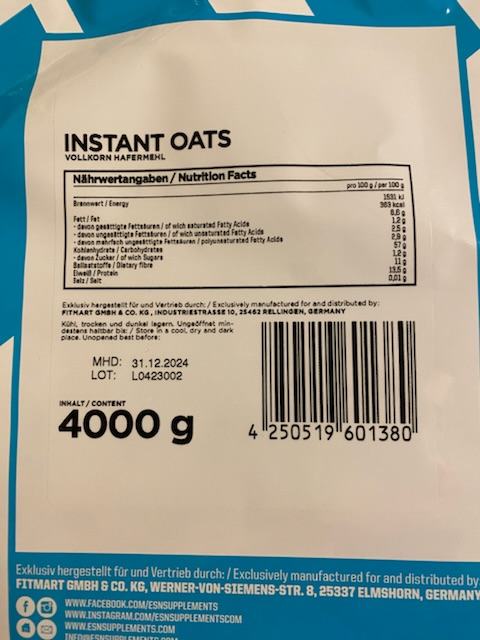 INSTANT OATS
VOLLKORN HAFERMEHL
Nährwertangaben / Nutrition Facts
pro 100 g / per 100 g
Brennwert / Energy 1531 kJ
363 kcal
Fett / Fat 6,6 g
- davon gesättigte Fettsäuren / of wich saturated Fatty Acids 1,2 g
- davon ungesättigte Fettsäuren / of wich unsaturated Fatty Acids 2,5 g
- davon mehrfach ungesättigte Fettsäuren / polyunsaturated Fatty Acids 2,9 g
Kohlenhydrate / Carbohydrates 57 g
- davon Zucker / of wich Sugars 1,2 g
Ballaststoffe / Dietary fibre 11 g
Eiweiß / Protein 13,5 g
Salz / Salt 0,01 g
Exklusiv hergestellt für und Vertrieb durch: / Exclusively manufactured for and distributed by:
FITMART GMBH & CO. KG, INDUSTRIESTRASSE 10, 25462 RELLINGEN, GERMANY
Kühl, trocken und dunkel lagern. Ungeöffnet min-
destens haltbar bis: / Store in a cool, dry and dark
place. Unopened best before:
MHD: 31.12.2024
LOT: L0423002
INHALT / CONTENT
4000 g
4 250519 601380
Exklusiv hergestellt für und Vertrieb durch: / Exclusively manufactured for and distributed by:
FITMART GMBH & CO. KG, WERNER-VON-SIEMENS-STR. 8, 25337 ELMSHORN, GERMANY
WWW.FACEBOOK.COM/ESNSUPPLEMENTS
WWW.INSTAGRAM.COM/ESNSUPPLEMENTSCOM
WWW.ESNSUPPLEMENTS.COM